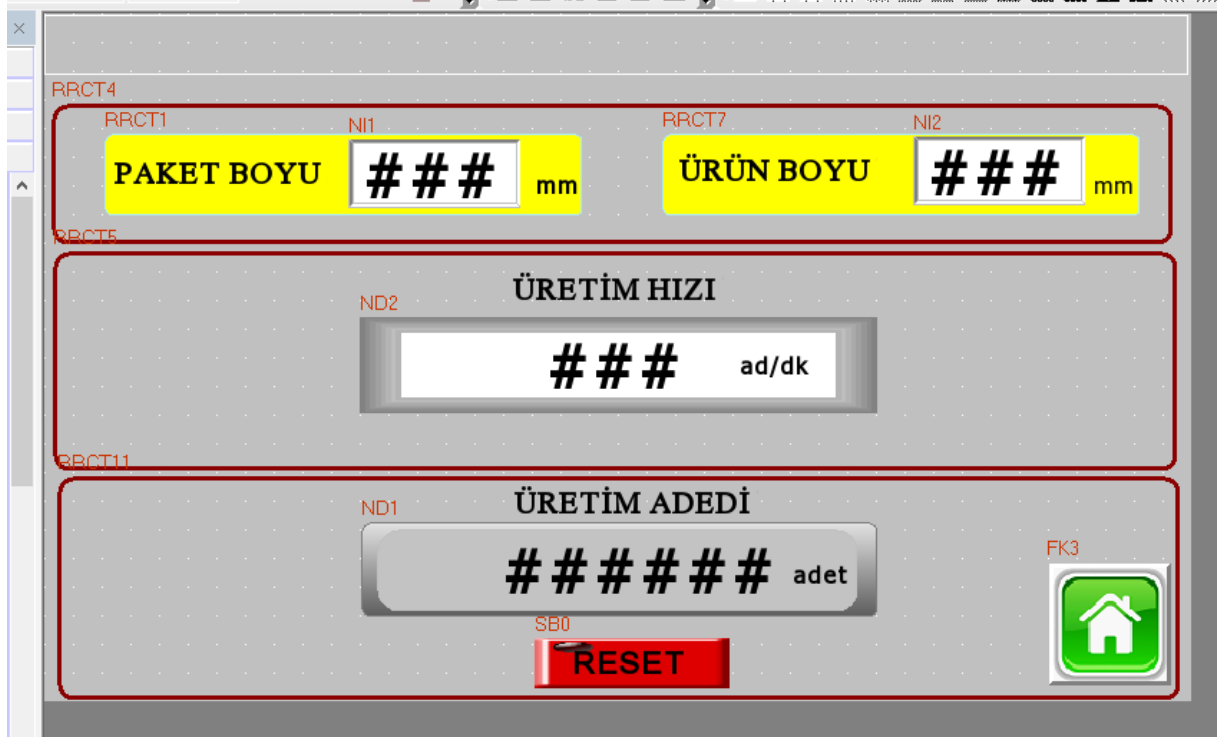 RRCT4
RRCT1 NI1 RRCT7 NI2
PAKET BOYU ### mm ÜRÜN BOYU ### mm
RRCT5
ÜRETİM HIZI
ND2
### ad/dk
RRCT11
ÜRETİM ADEDİ
ND1
###### adet
FK3
SB0
RESET